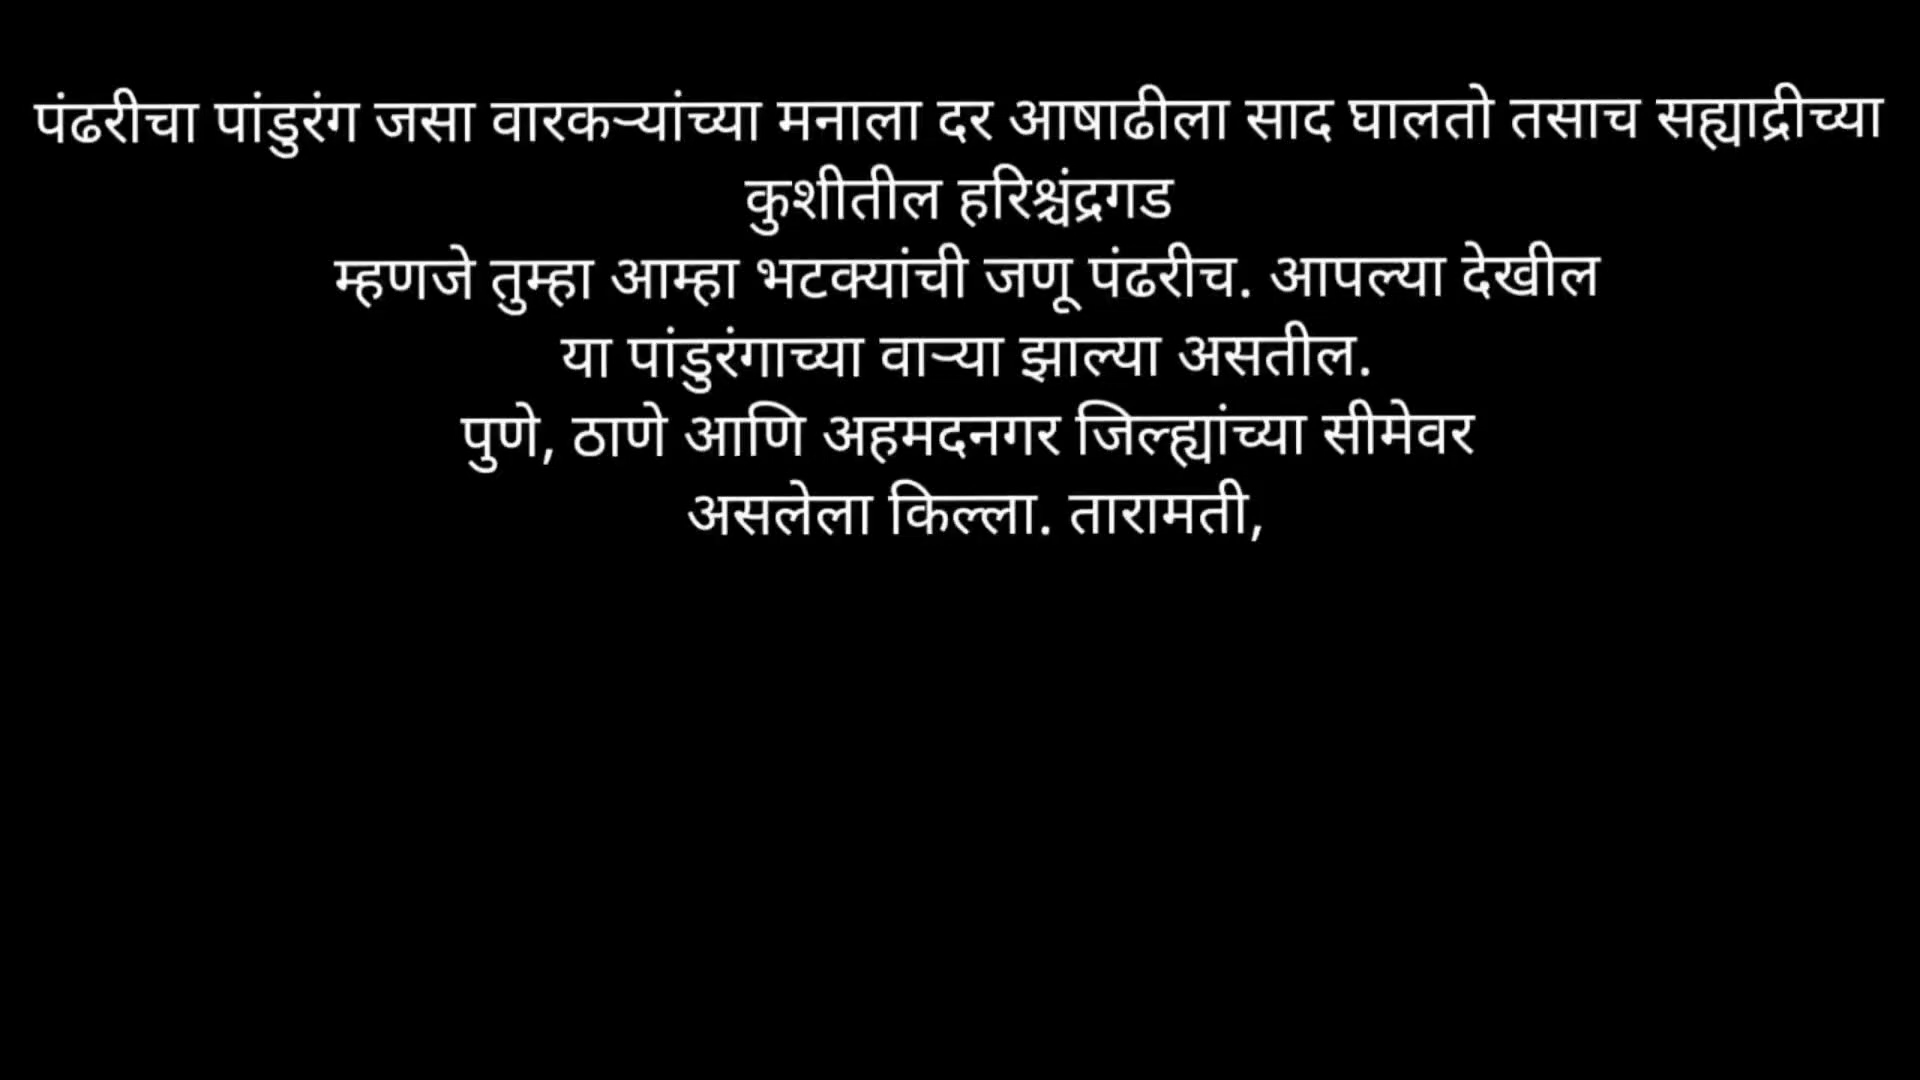 पंढरीचा पांडुरंग जसा वारकऱ्यांच्या मनाला दर आषाढीला साद घालतो तसाच सह्याद्रीच्या
कुशीतील हरिश्चंद्रगड
म्हणजे तुम्हा आम्हा भटक्यांची जणू पंढरीच. आपल्या देखील
या पांडुरंगाच्या वाऱ्या झाल्या असतील.
पुणे, ठाणे आणि अहमदनगर जिल्ह्यांच्या सीमेवर
असलेला किल्ला. तारामती,